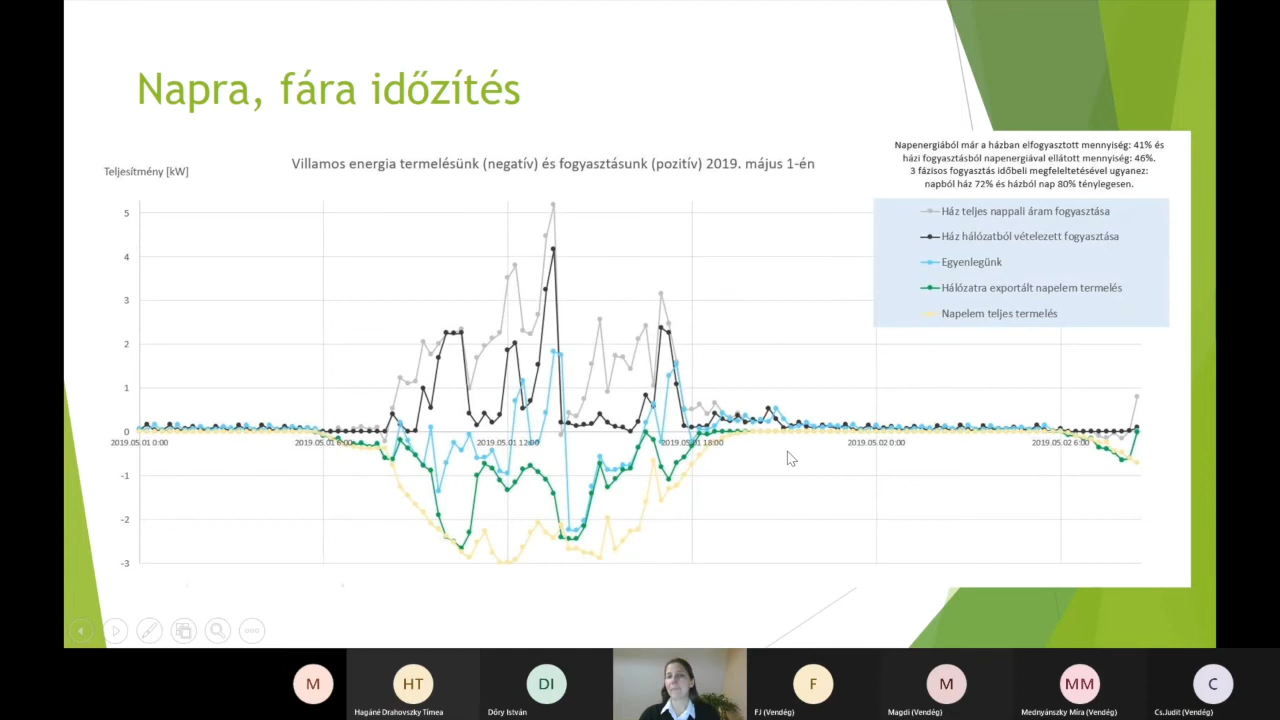 Napra, fára időzítés
Villamos energia termelésünk (negatív) és fogyasztásunk (pozitív) 2019. május 1-én
Teljesítmény [kW]
Napenergiából már a házban elfogyasztott mennyiség: 41% és
házi fogyasztásból napenergiával ellátott mennyiség: 46%.
3 fázisos fogyasztás időbeli megfeleltetésével ugyanez:
napból ház 72% és házból nap 80% ténylegesen.
Ház teljes nappali áram fogyasztása
Ház hálózatból vételezett fogyasztása
Egyenlegünk
Hálózatra exportált napelem termelés
Napelem teljes termelés
5
4
3
2
1
0
-1
-2
-3
2019.05.01 0:00
2019.05.01 6:00
2019.05.01 12:00
2019.05.01 18:00
2019.05.02 0:00
2019.05.02 6:00
M
HT
DI
F
M
MM
C
Hagáné Drahovszky Tímea
Dőry István
FJ (Vendég)
Magdi (Vendég)
Mednyánszky Míra (Vendég)
Cs.Judit (Vendég)